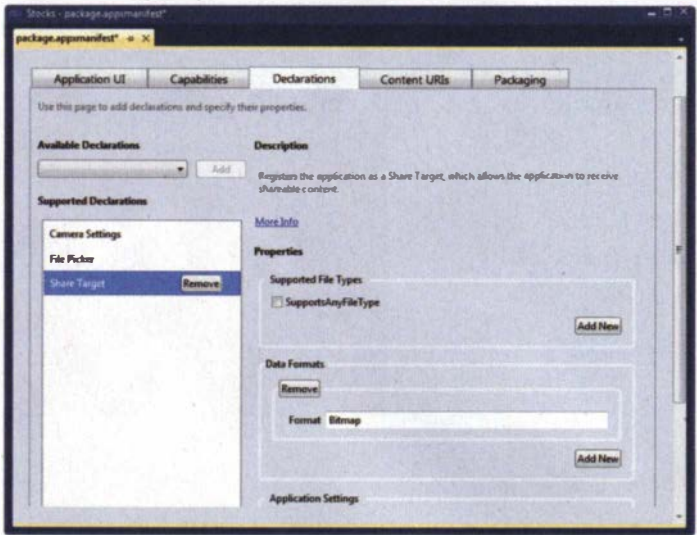 Stocks - package.appxmanifest*
package.appxmanifest*
Application UI
Capabilities
Declarations
Content URIs
Packaging
Use this page to add declarations and specify their properties.
Available Declarations
Add
Description
Registers the application as a Share Target, which allows the application to receive
shareable content.
Supported Declarations
More Info
Camera Settings
File Picker
Share Target
Remove
Properties
Supported File Types
SupportsAnyFileType
Add New
Data Formats
Remove
Format
Bitmap
Add New
Application Settings